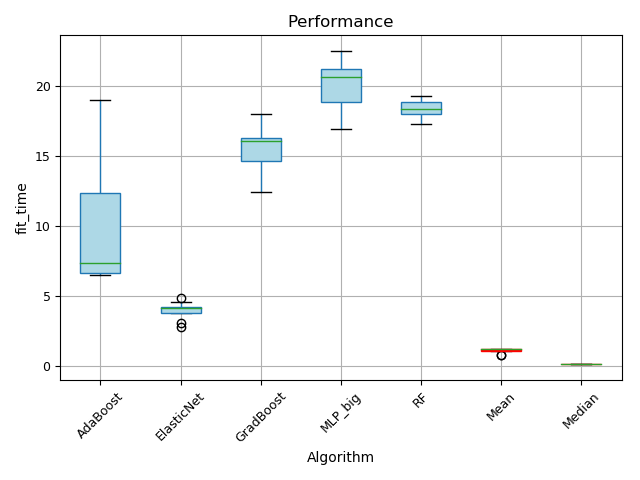 Performance
fit_time
20
15
10
5
0
AdaBoost
ElasticNet
GradBoost
MLP_big
RF
Mean
Median
Algorithm